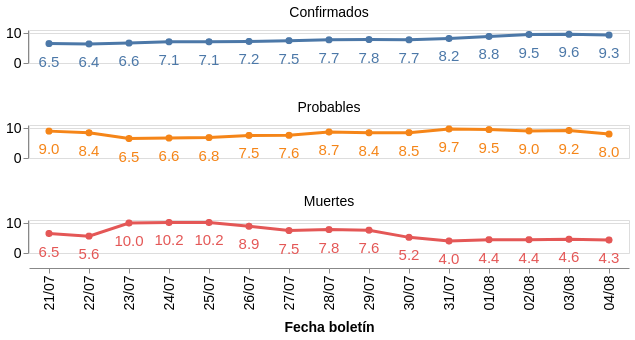 Confirmados
10
0
6.5 6.4 6.6 7.1 7.1 7.2 7.5 7.7 7.8 7.7 8.2 8.8 9.5 9.6 9.3
Probables
10
0
9.0 8.4 6.5 6.6 6.8 7.5 7.6 8.7 8.4 8.5 9.7 9.5 9.0 9.2 8.0
Muertes
10
0
6.5 5.6 10.0 10.2 10.2 8.9 7.5 7.8 7.6 5.2 4.0 4.4 4.4 4.6 4.3
21/07 22/07 23/07 24/07 25/07 26/07 27/07 28/07 29/07 30/07 31/07 01/08 02/08 03/08 04/08
Fecha boletín